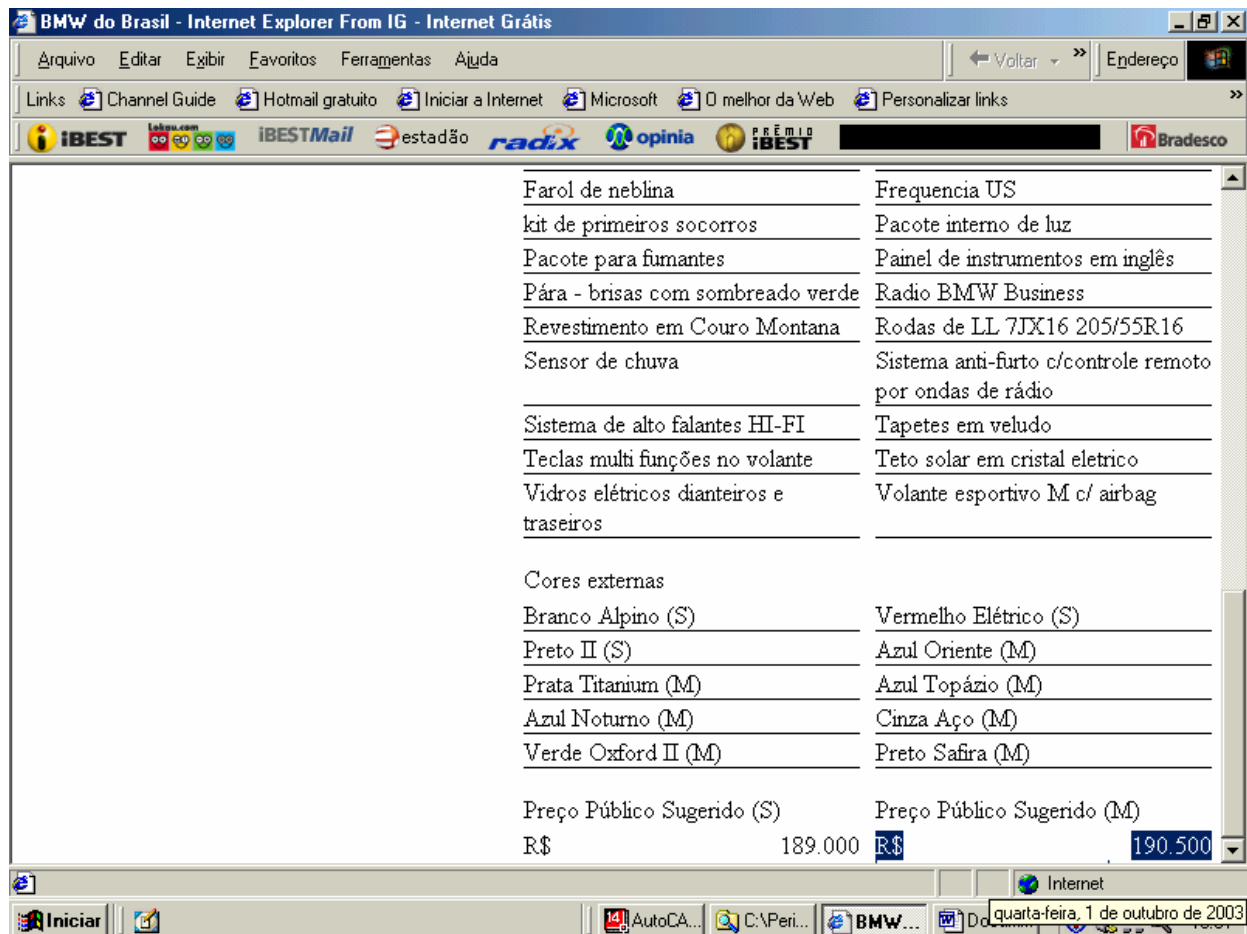 BMW do Brasil - Internet Explorer From IG - Internet Grátis
Arquivo Editar Exibir Favoritos Ferramentas Ajuda Voltar » Endereço
Links Channel Guide Hotmail gratuito Iniciar a Internet Microsoft O melhor da Web Personalizar links »
iBEST Lokau.com iBESTMail estadão radix opinia PRÊMIO iBEST Bradesco
Farol de neblina Frequencia US
kit de primeiros socorros Pacote interno de luz
Pacote para fumantes Painel de instrumentos em inglês
Pára - brisas com sombreado verde Radio BMW Business
Revestimento em Couro Montana Rodas de LL 7JX16 205/55R16
Sensor de chuva Sistema anti-furto c/controle remoto
por ondas de rádio
Sistema de alto falantes HI-FI Tapetes em veludo
Teclas multi funções no volante Teto solar em cristal eletrico
Vidros elétricos dianteiros e Volante esportivo M c/ airbag
traseiros
Cores externas
Branco Alpino (S) Vermelho Elétrico (S)
Preto II (S) Azul Oriente (M)
Prata Titanium (M) Azul Topázio (M)
Azul Noturno (M) Cinza Aço (M)
Verde Oxford II (M) Preto Safira (M)
Preço Público Sugerido (S) Preço Público Sugerido (M)
R$ 189.000 R$ 190.500
Internet
Iniciar AutoCA... C:\Peri... BMW... quarta-feira, 1 de outubro de 2003